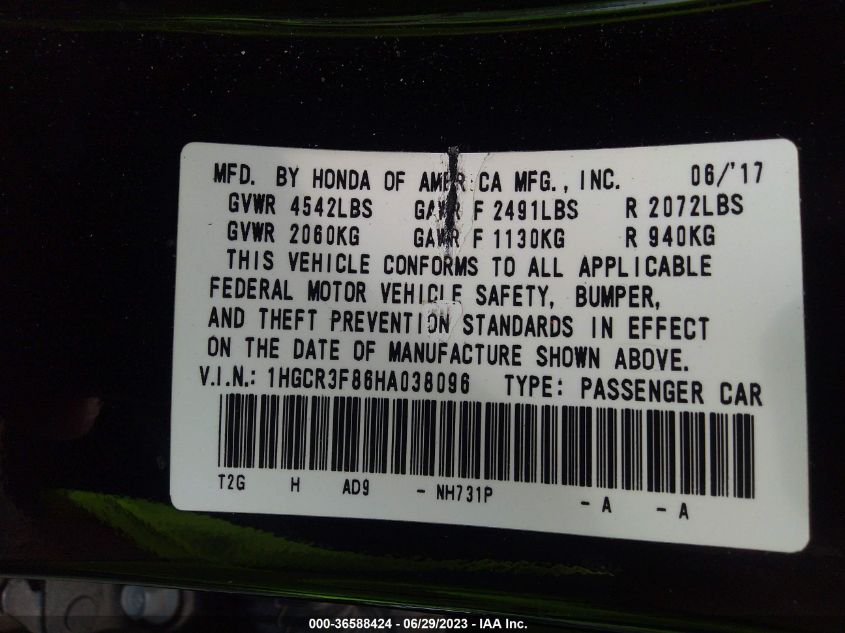 MFD. BY HONDA OF AMERICA MFG., INC. 06/'17
GVWR 4542LBS GAWR F 2491LBS R 2072LBS
GVWR 2060KG GAWR F 1130KG R 940KG
THIS VEHICLE CONFORMS TO ALL APPLICABLE
FEDERAL MOTOR VEHICLE SAFETY, BUMPER,
AND THEFT PREVENTION STANDARDS IN EFFECT
ON THE DATE OF MANUFACTURE SHOWN ABOVE.
V.I.N.: 1HGCR3F86HA038096 TYPE: PASSENGER CAR
T2G H AD9 - NH731P - A - A
000-36588424 - 06/29/2023 - IAA Inc.